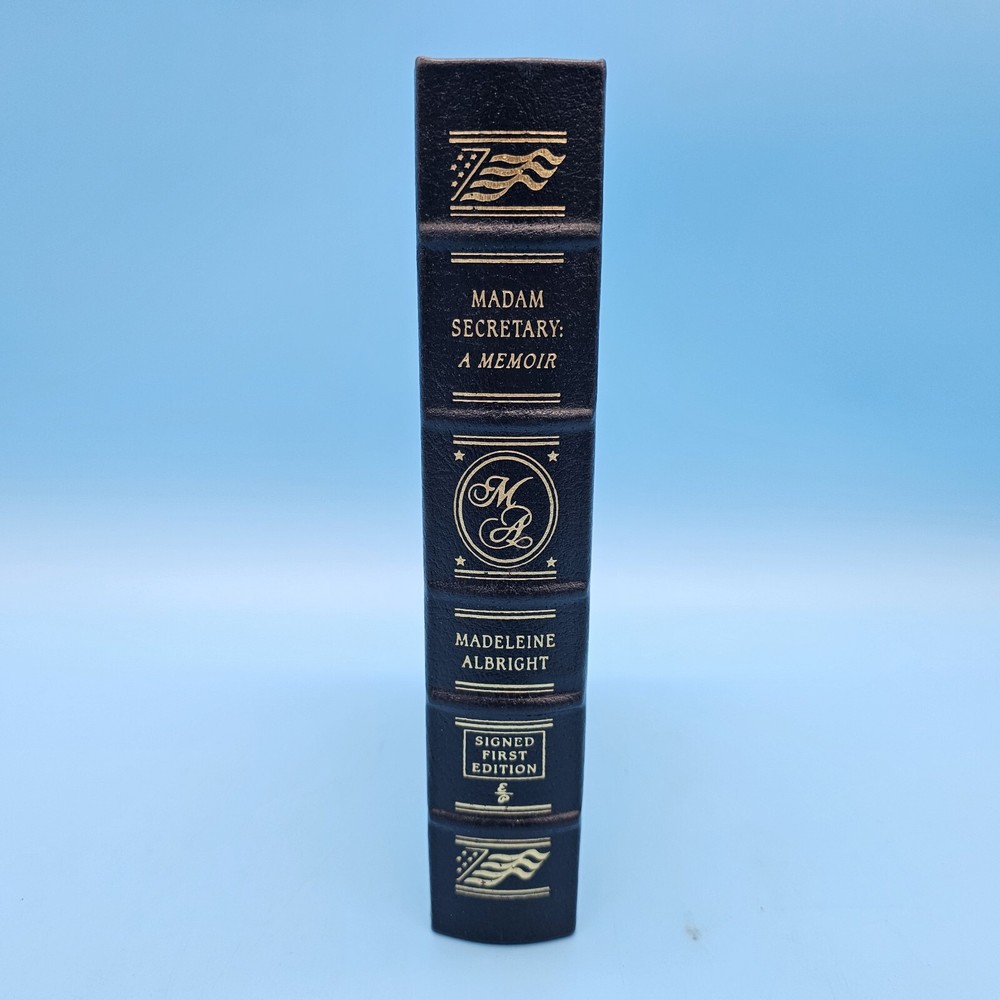 MADAM
SECRETARY:
A MEMOIR
M
A
MADELEINE
ALBRIGHT
SIGNED
FIRST
EDITION
E
P